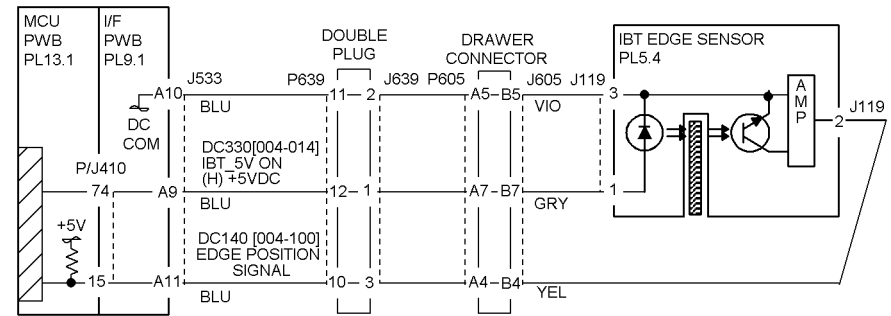 MCU
PWB
PL13.1
I/F
PWB
PL9.1
DOUBLE
PLUG
DRAWER
CONNECTOR
IBT EDGE SENSOR
PL5.4
A10
J533
P639
J639
P605
J605
J119
BLU
11
2
A5
B5
VIO
3
AMP
2
J119
DC
COM
DC330[004-014]
IBT_5V ON
(H) +5VDC
P/J410
74
A9
BLU
12
1
A7
B7
GRY
1
+5V
DC140 [004-100]
EDGE POSITION
SIGNAL
15
A11
BLU
10
3
A4
B4
YEL